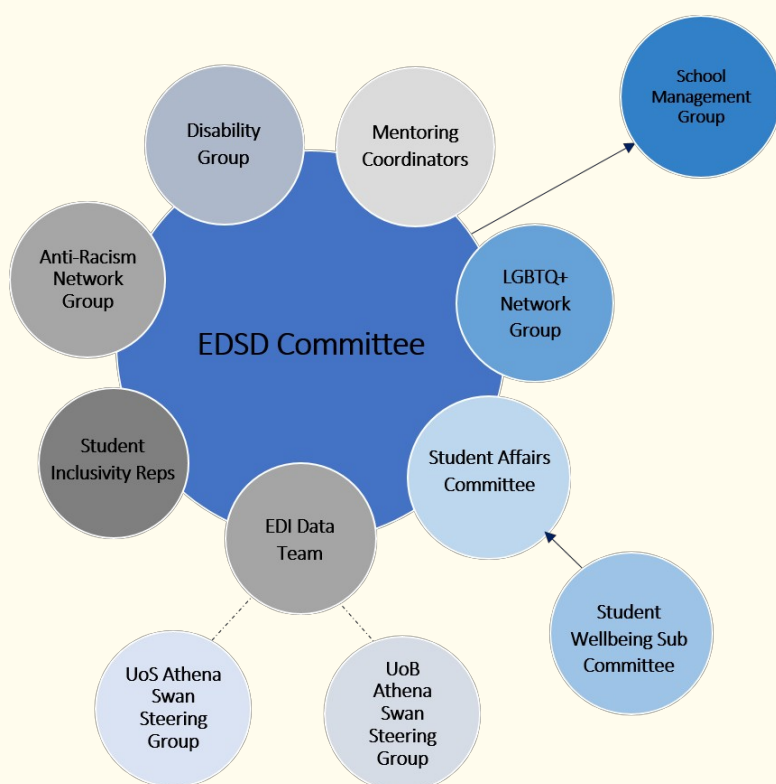 School
Management
Group
Disability
Group
Mentoring
Coordinators
Anti-Racism
Network
Group
LGBTQ+
Network
Group
EDSD Committee
Student
Inclusivity Reps
Student Affairs
Committee
EDI Data
Team
Student
Wellbeing Sub
Committee
UoS Athena
Swan
Steering
Group
UoB
Athena
Swan
Steering
Group